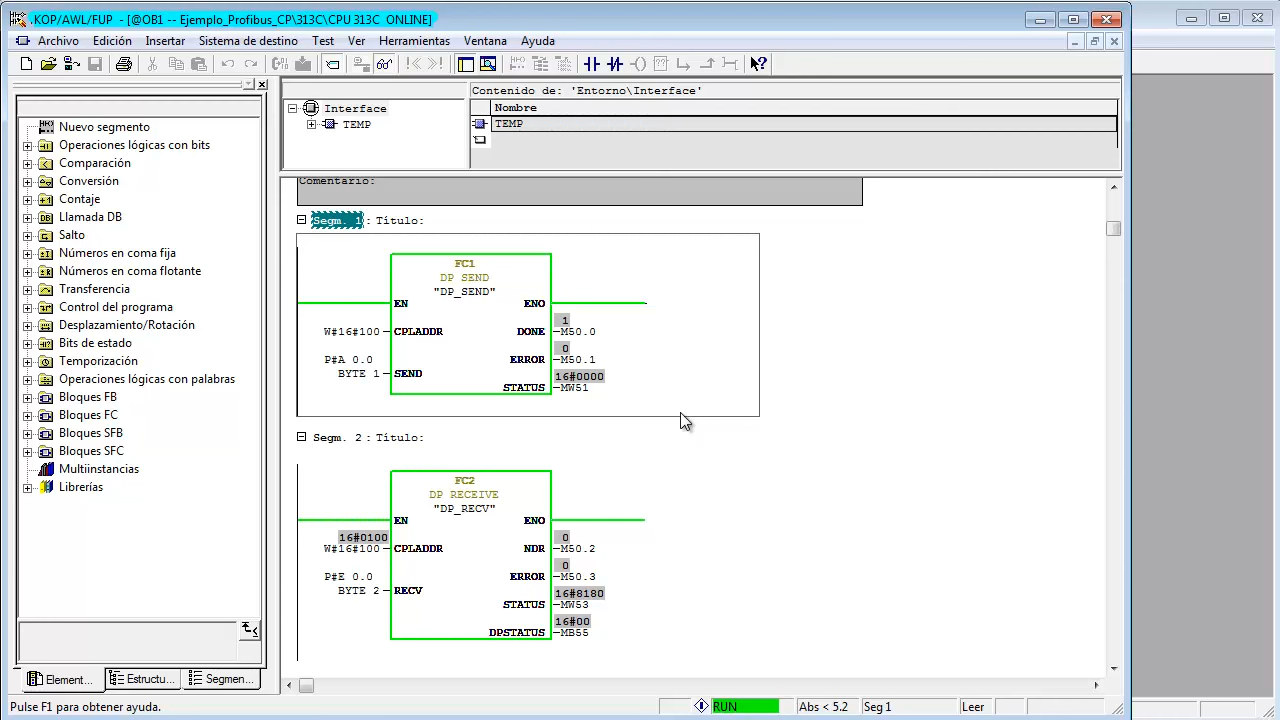 KOP/AWL/FUP - [@OB1 -- Ejemplo_Profibus_CP\313C\CPU 313C ONLINE]
Archivo Edición Insertar Sistema de destino Test Ver Herramientas Ventana Ayuda
Contenido de: 'Entorno\Interface'
Interface
TEMP
Nombre
TEMP
Nuevo segmento
Operaciones lógicas con bits
Comparación
Conversión
Contaje
Llamada DB
Salto
Números en coma fija
Números en coma flotante
Transferencia
Control del programa
Desplazamiento/Rotación
Bits de estado
Temporización
Operaciones lógicas con palabras
Bloques FB
Bloques FC
Bloques SFB
Bloques SFC
Multiinstancias
Librerías
Element... Estructu... Segmen...
Comentario:
Segm. 1 : Título:
FC1
DP SEND
"DP_SEND"
EN ENO
1
W#16#100 CPLADDR DONE M50.0
0
P#A 0.0 ERROR M50.1
BYTE 1 SEND 16#0000
STATUS MW51
Segm. 2 : Título:
FC2
DP RECEIVE
"DP_RECV"
EN ENO
16#0100 0
W#16#100 CPLADDR NDR M50.2
0
P#E 0.0 ERROR M50.3
BYTE 2 RECV 16#8180
STATUS MW53
16#00
DPSTATUS MB55
Pulse F1 para obtener ayuda. RUN Abs < 5.2 Seg 1 Leer